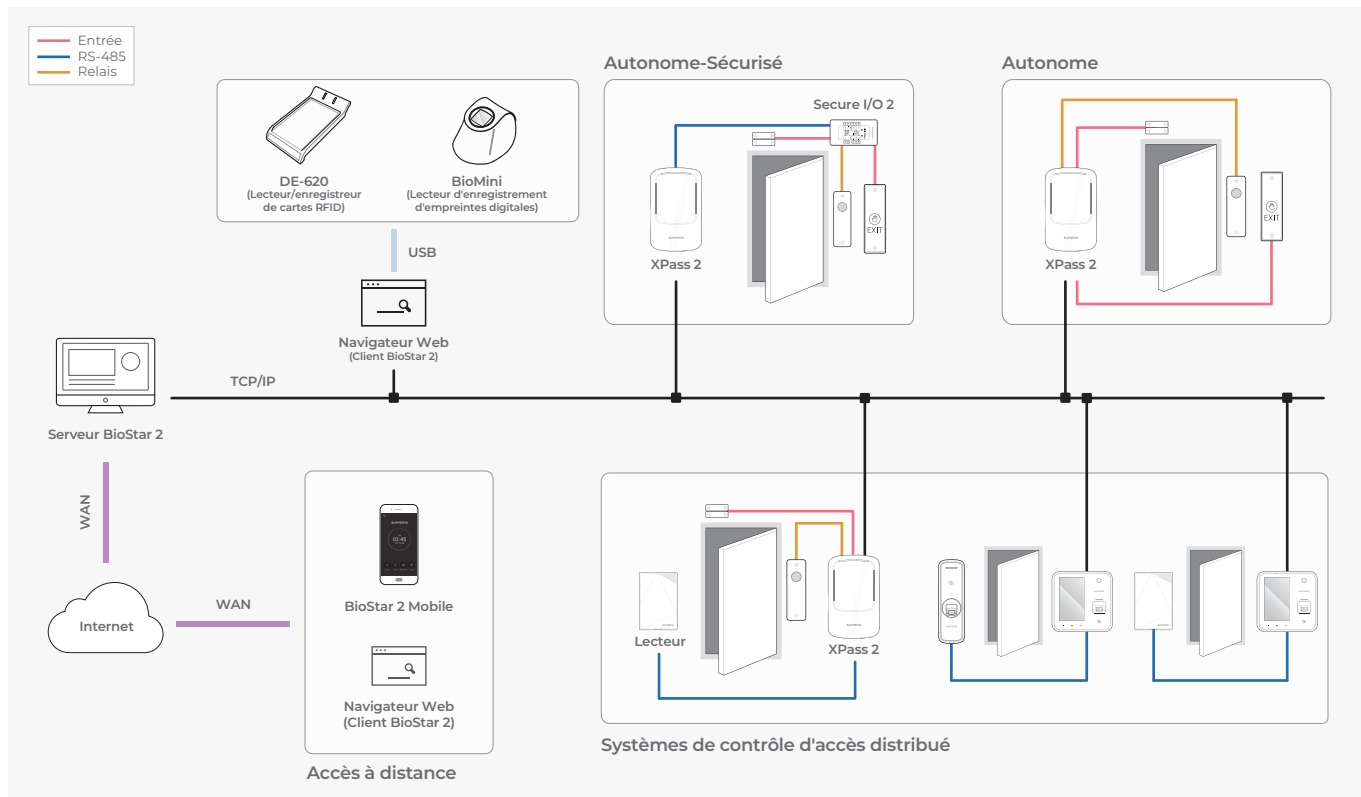 Entrée
RS-485
Relais
DE-620
(Lecteur/enregistreur
de cartes RFID)
BioMini
(Lecteur d'enregistrement
d'empreintes digitales)
USB
Navigateur Web
(Client BioStar 2)
TCP/IP
Serveur BioStar 2
WAN
Internet
WAN
BioStar 2 Mobile
Navigateur Web
(Client BioStar 2)
Accès à distance
Autonome-Sécurisé
Secure I/O 2
EXIT
XPass 2
Autonome
EXIT
XPass 2
Lecteur
XPass 2
Systèmes de contrôle d'accès distribué